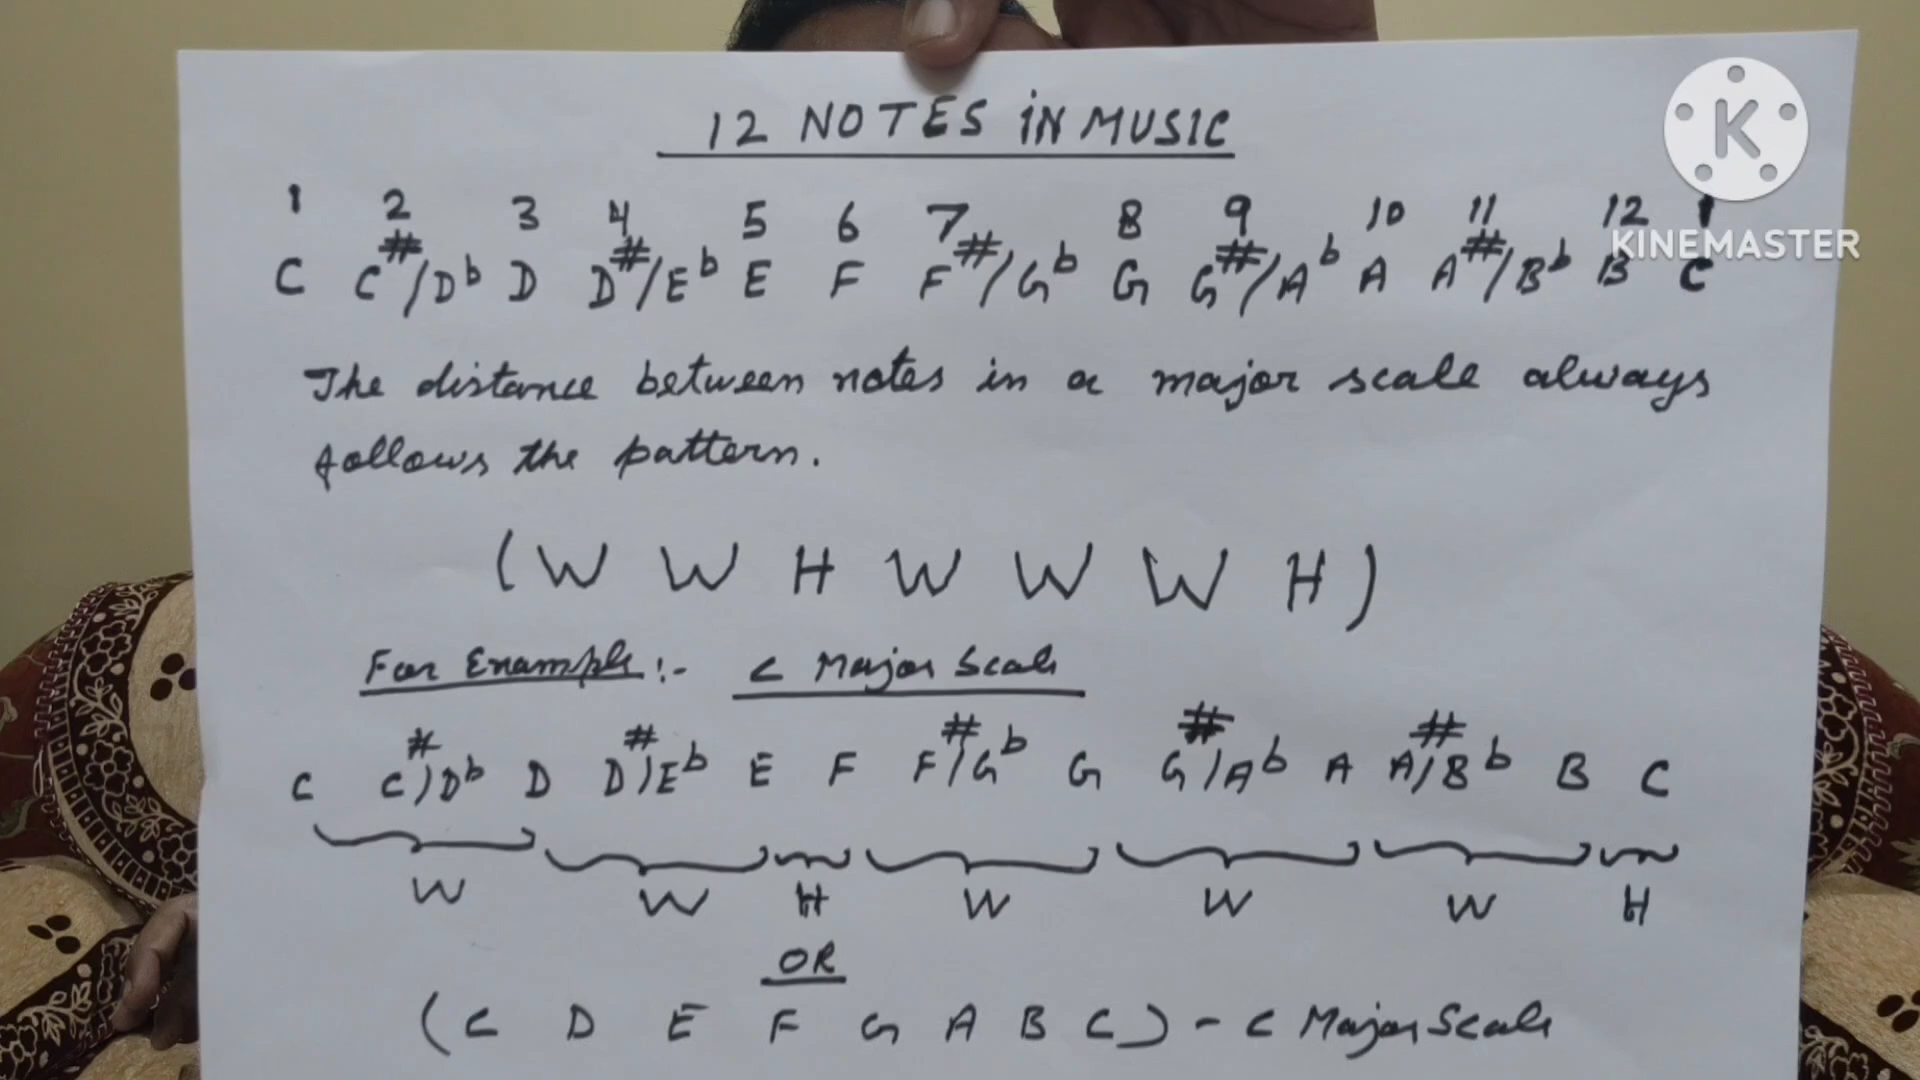 12 NOTES iN MUSIC
1 2 3 4 5 6 7 8 9 10 11 12 1
C C#/Db D D#/Eb E F F#/Gb G G#/Ab A A#/Bb B C
K
KINEMASTER
The distance between notes in a major scale always
follows the pattern.
(W W H W W W H)
For Example:- C Major Scale
C C#/Db D D#/Eb E F F#/Gb G G#/Ab A A#/Bb B C
W W H W W W H
OR
(C D E F G A B C) - C Major Scale